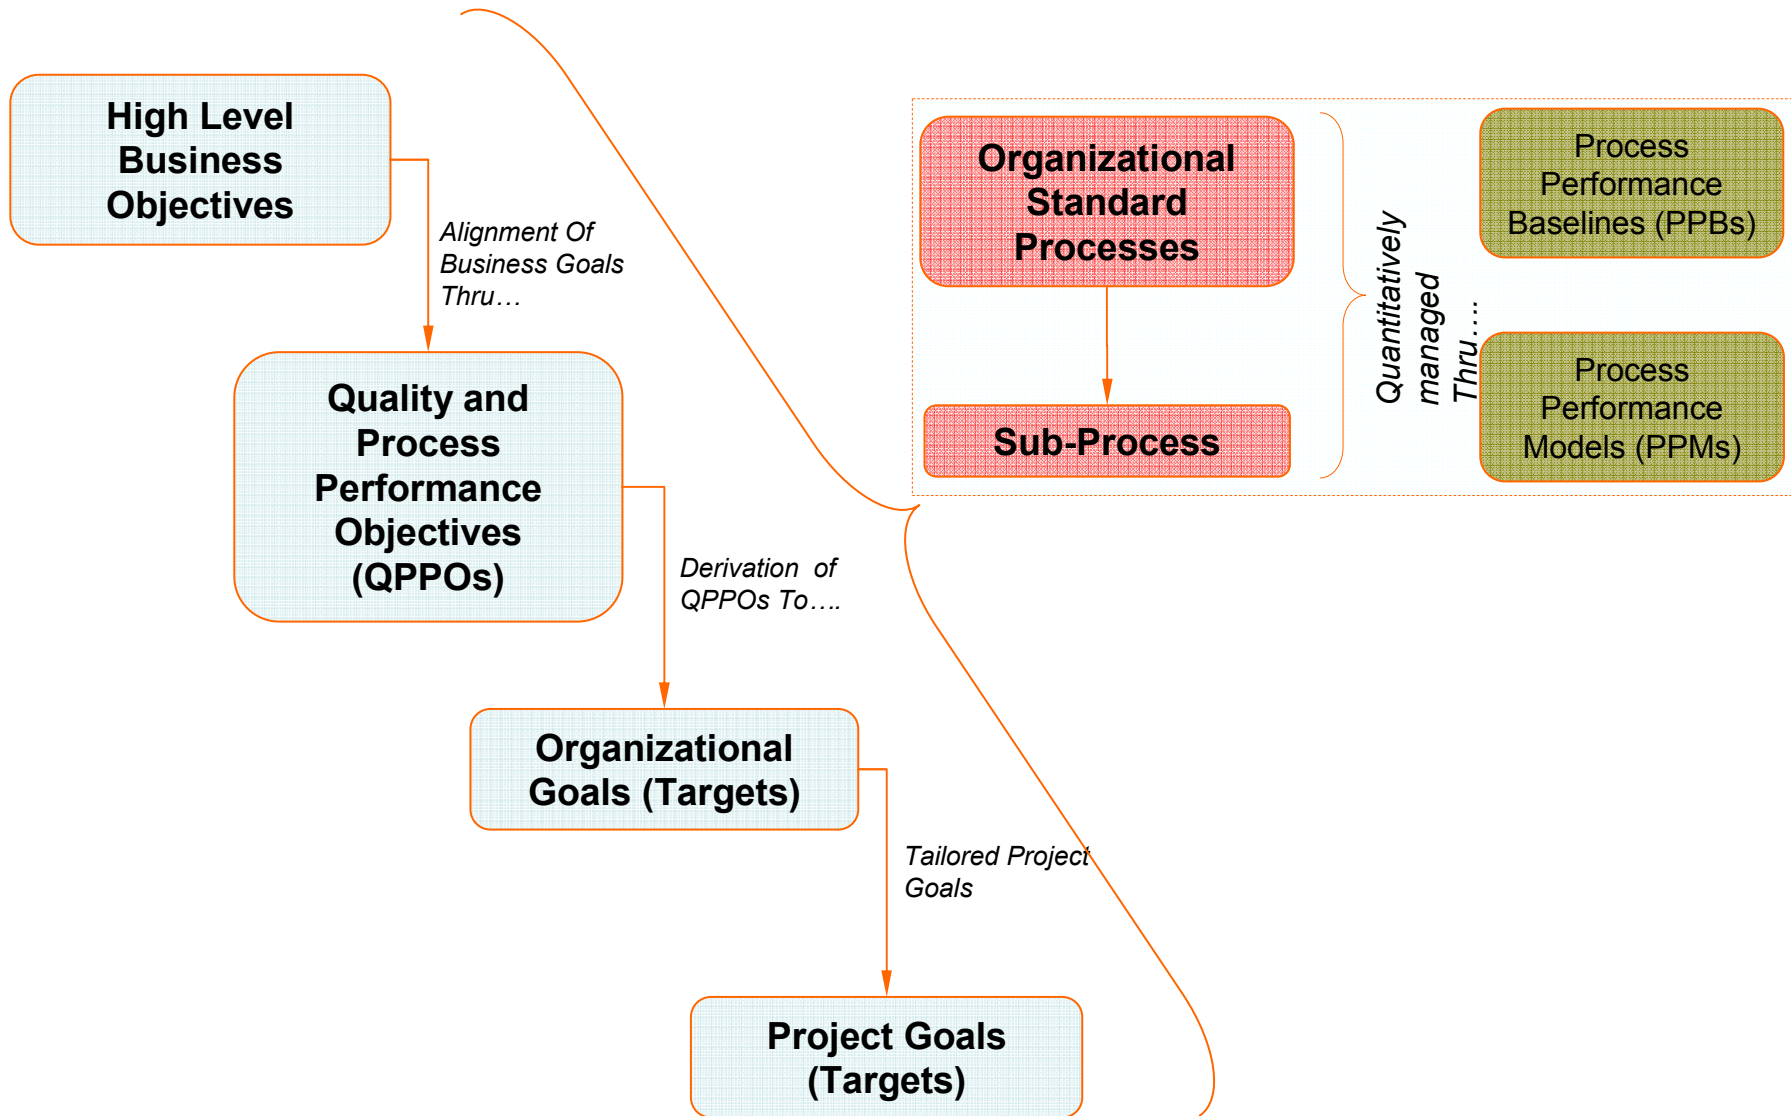 High Level
Business
Objectives
Alignment Of
Business Goals
Thru…
Quality and
Process
Performance
Objectives
(QPPOs)
Derivation of
QPPOs To….
Organizational
Goals (Targets)
Tailored Project
Goals
Project Goals
(Targets)
Organizational
Standard
Processes
Sub-Process
Quantitatively
managed
Thru….
Process
Performance
Baselines (PPBs)
Process
Performance
Models (PPMs)